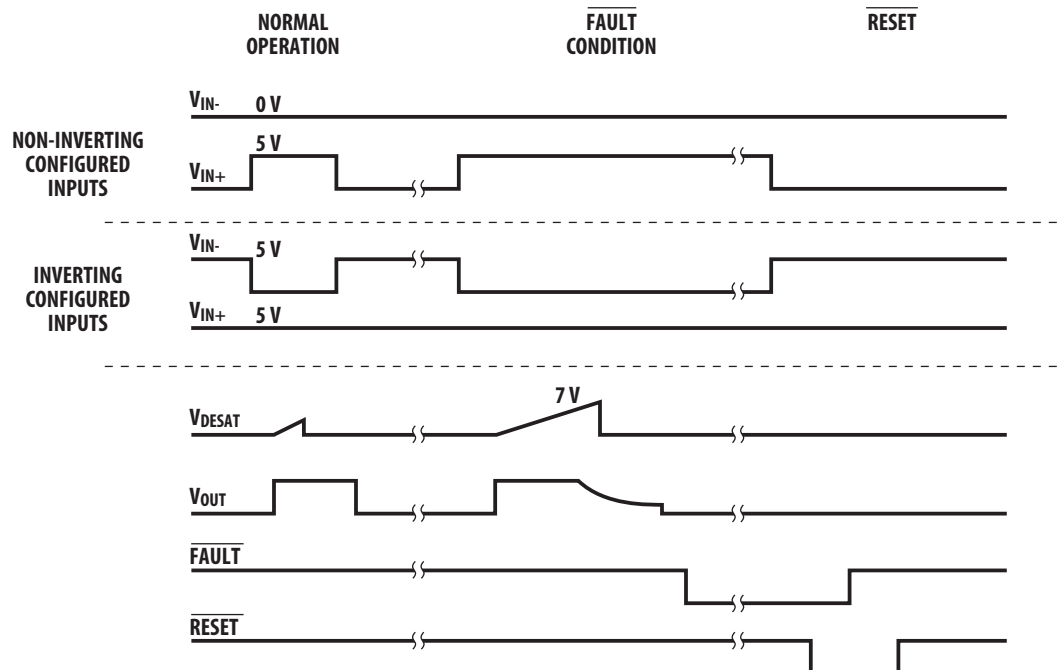 NORMAL
OPERATION
FAULT
CONDITION
RESET
VIN- 0 V
NON-INVERTING
CONFIGURED
INPUTS
5 V
VIN+
VIN- 5 V
INVERTING
CONFIGURED
INPUTS
VIN+ 5 V
7 V
VDESAT
VOUT
FAULT
RESET